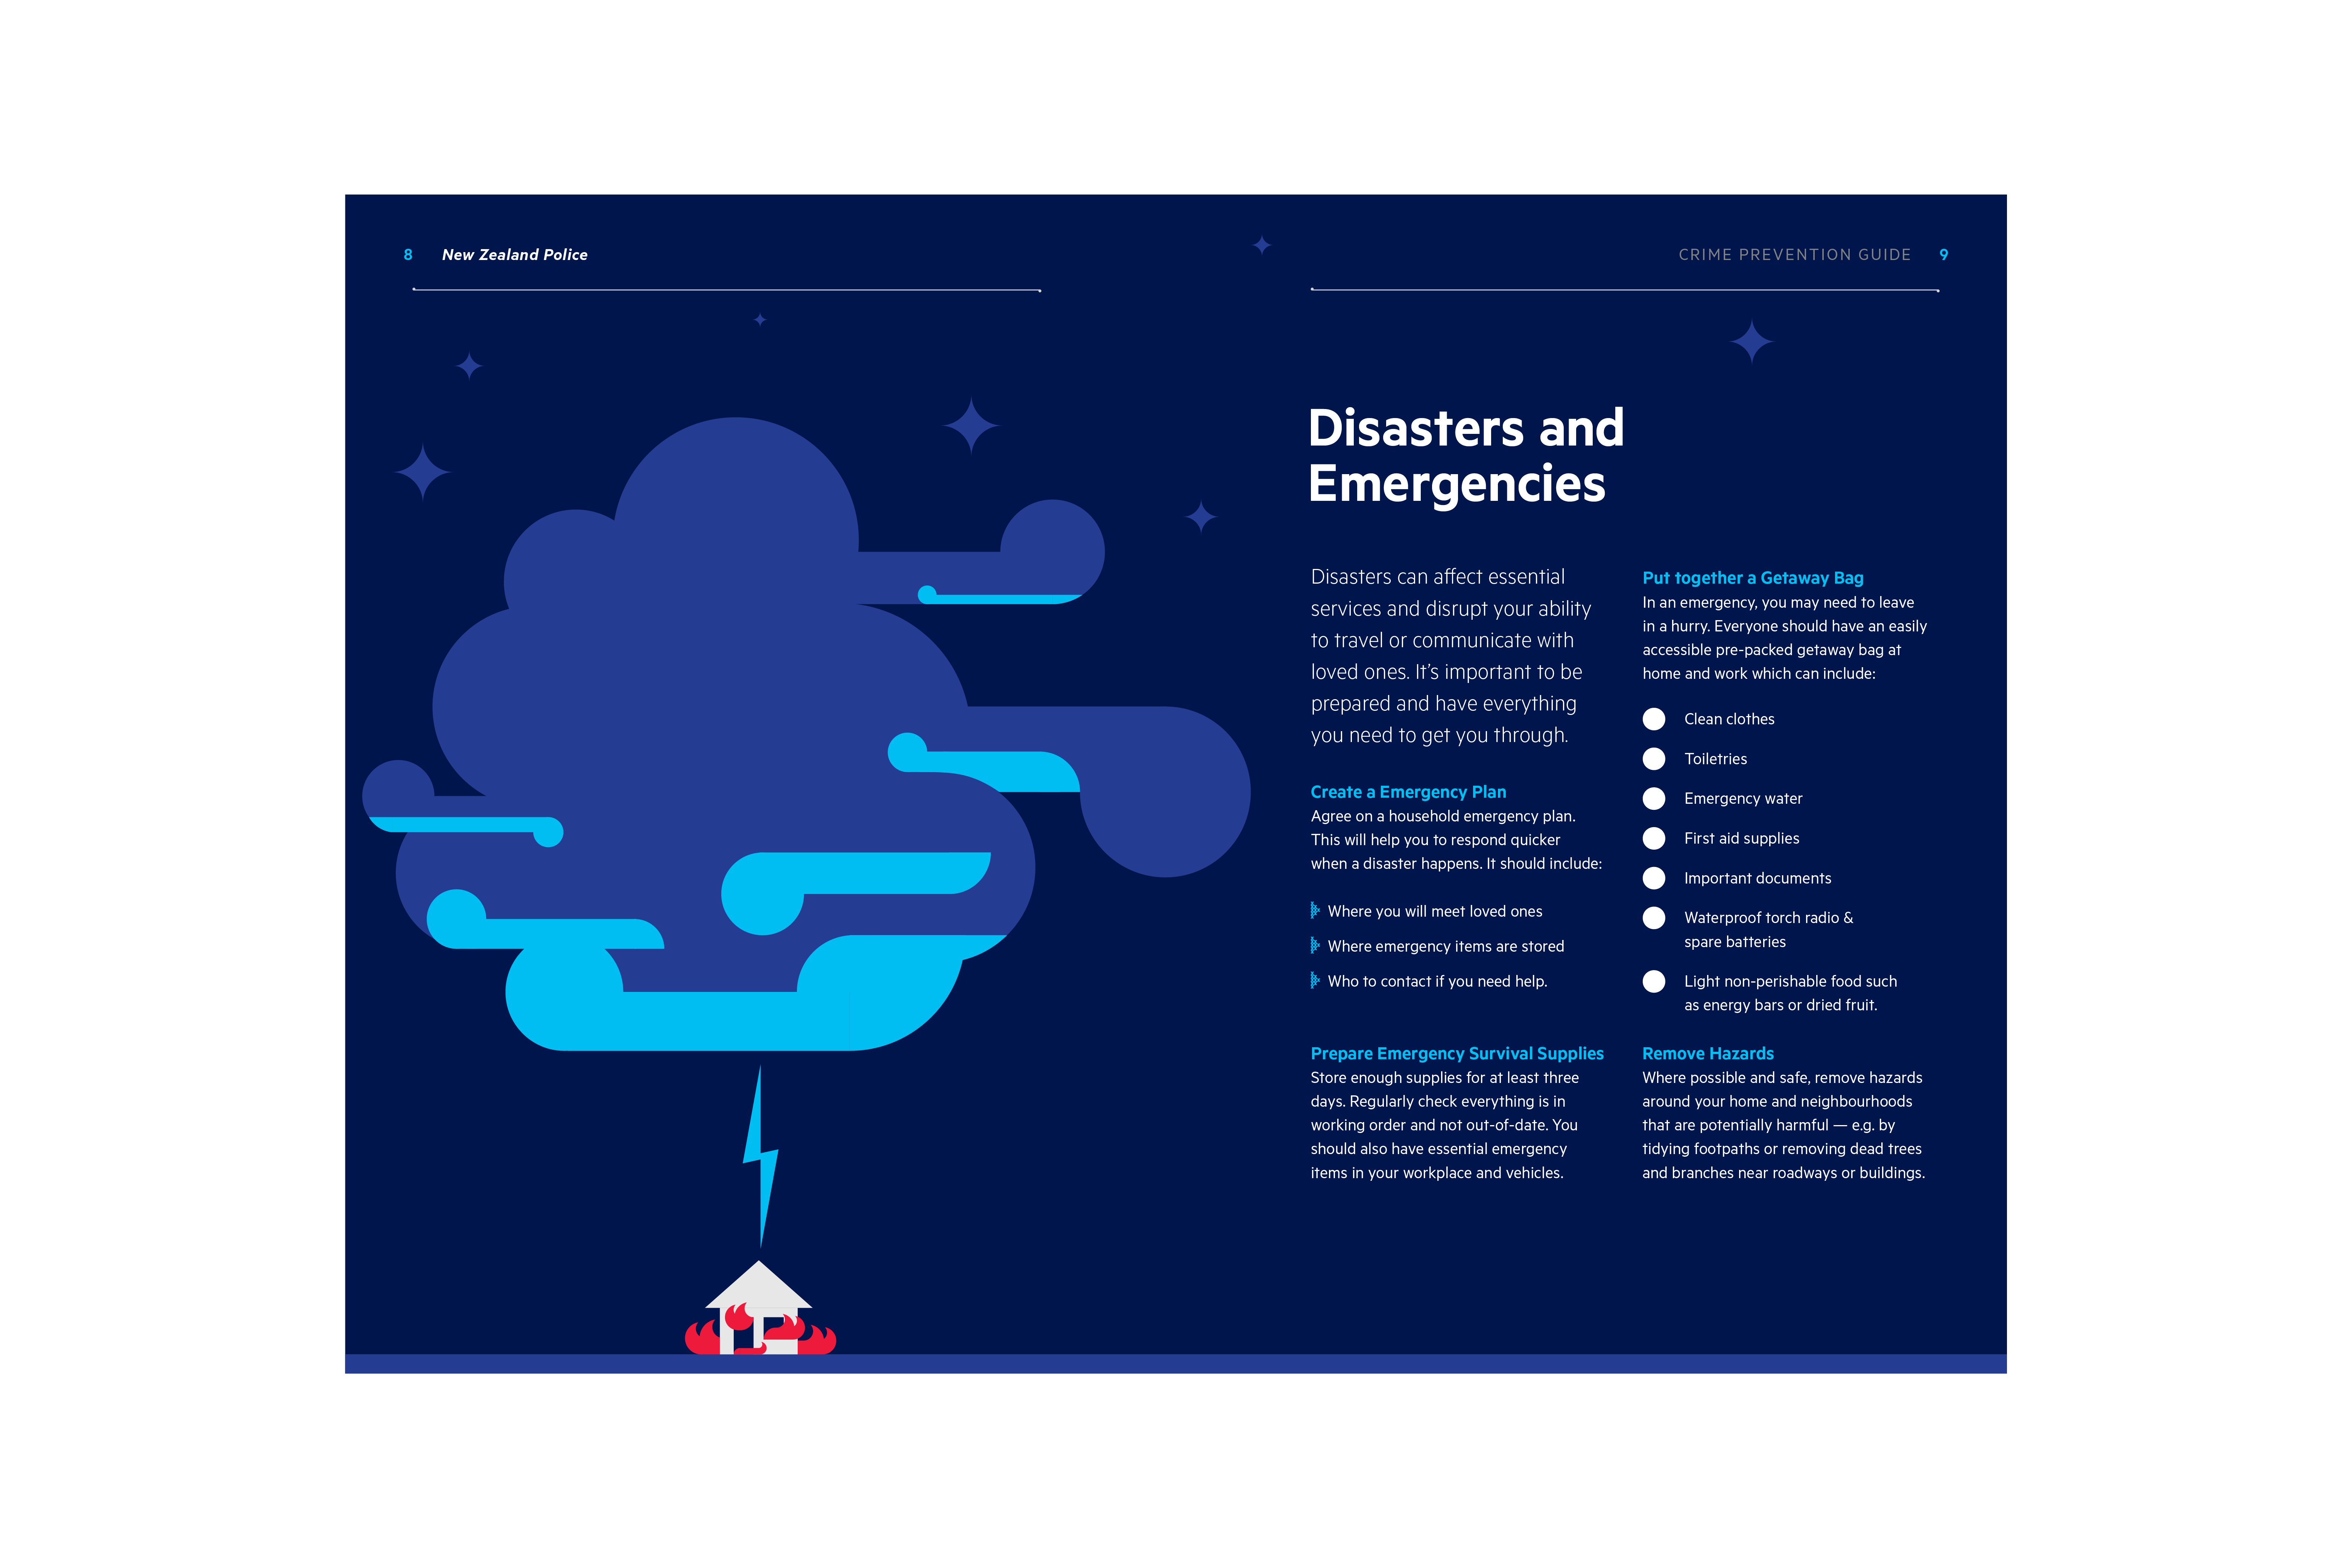 8 New Zealand Police
CRIME PREVENTION GUIDE 9
Disasters and
Emergencies
Disasters can affect essential
services and disrupt your ability
to travel or communicate with
loved ones. It’s important to be
prepared and have everything
you need to get you through.
Create a Emergency Plan
Agree on a household emergency plan.
This will help you to respond quicker
when a disaster happens. It should include:
Where you will meet loved ones
Where emergency items are stored
Who to contact if you need help.
Prepare Emergency Survival Supplies
Store enough supplies for at least three
days. Regularly check everything is in
working order and not out-of-date. You
should also have essential emergency
items in your workplace and vehicles.
Put together a Getaway Bag
In an emergency, you may need to leave
in a hurry. Everyone should have an easily
accessible pre-packed getaway bag at
home and work which can include:
Clean clothes
Toiletries
Emergency water
First aid supplies
Important documents
Waterproof torch radio &
spare batteries
Light non-perishable food such
as energy bars or dried fruit.
Remove Hazards
Where possible and safe, remove hazards
around your home and neighbourhoods
that are potentially harmful — e.g. by
tidying footpaths or removing dead trees
and branches near roadways or buildings.